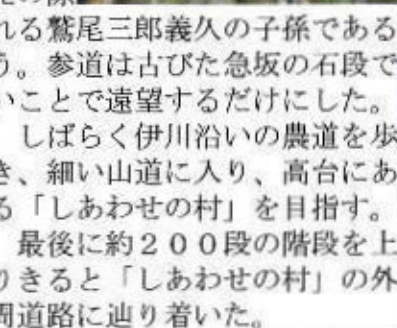 れる鷲尾三郎義久の子係である
う。参道は古びた急坂の石段で
いことで遠望するだけにした。
しばらく伊川沿いの農道を歩
き、細い山道に入り、高台にあ
る「しあわせの村」を目指す。
最後に約２００段の階段を上
りきると「しあわせの村」の外
周道路に辿り着いた。